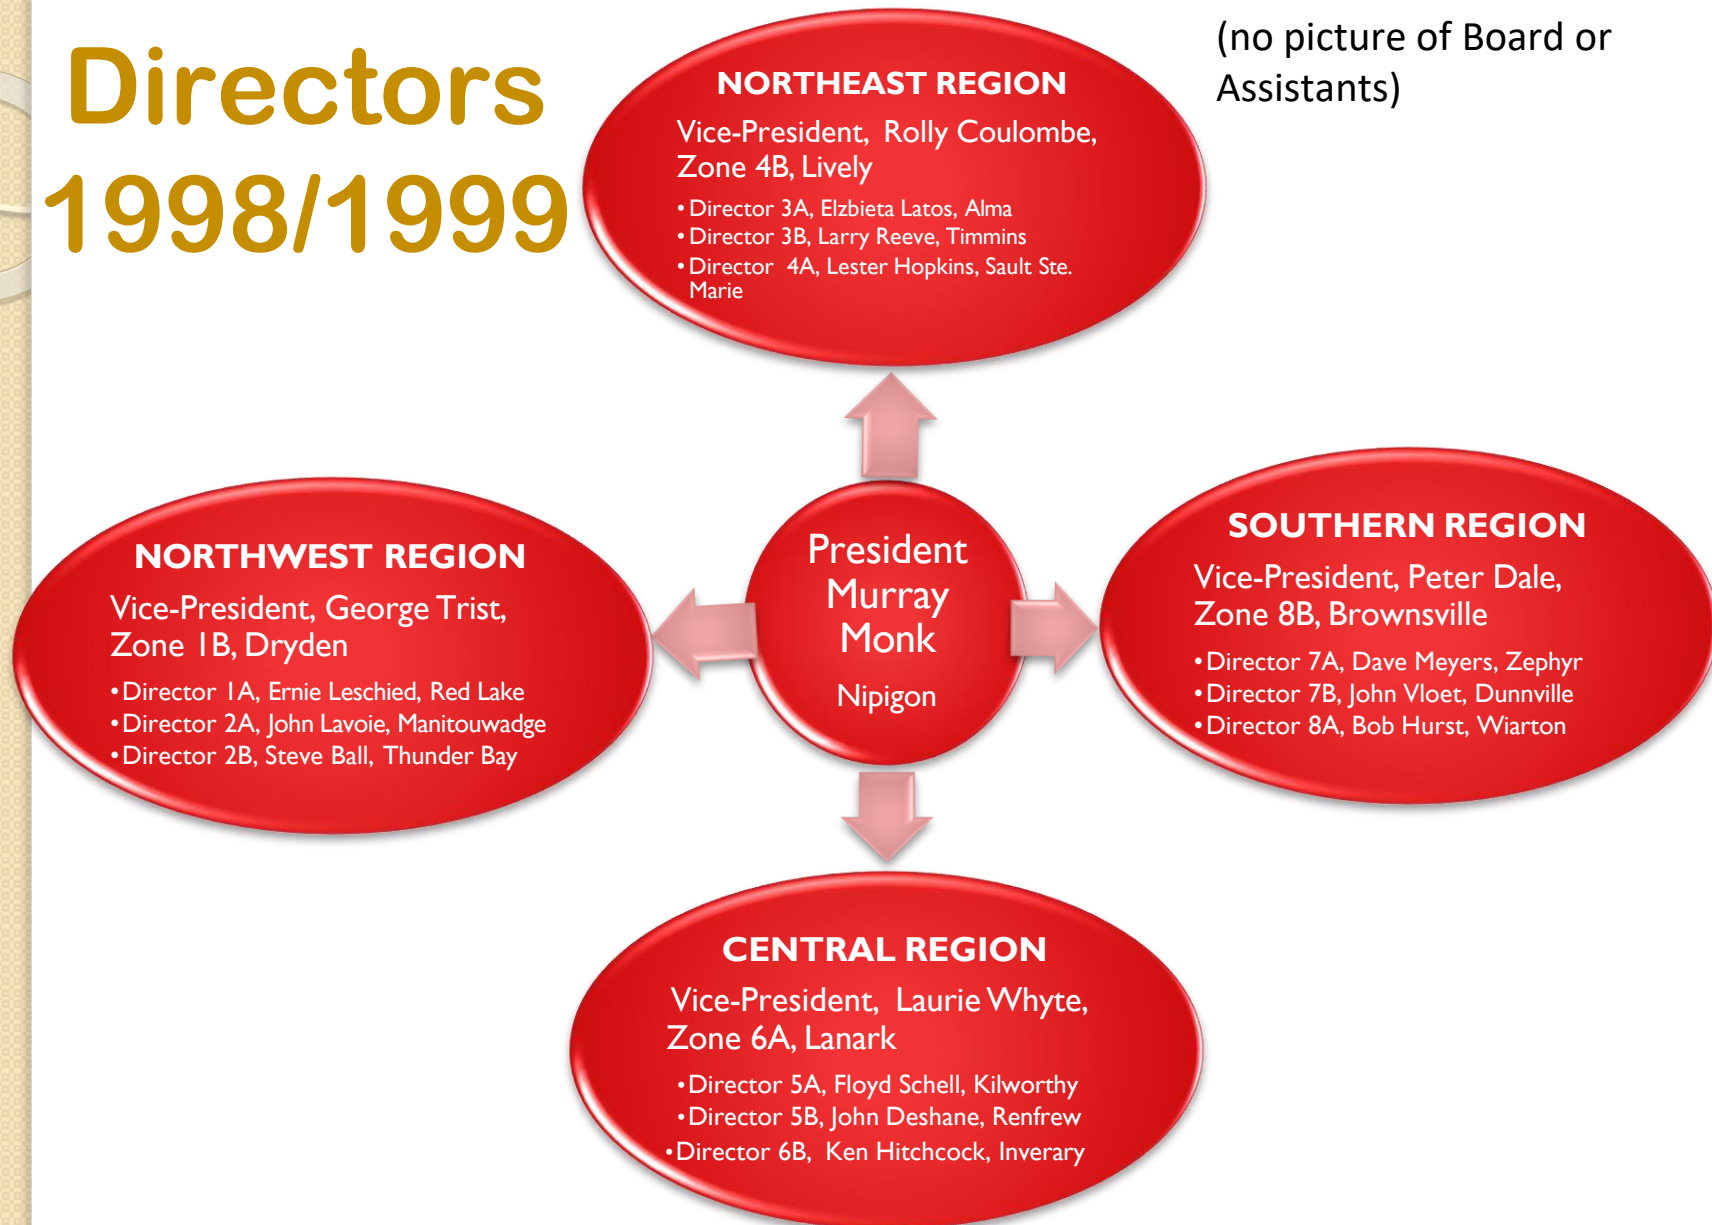 Directors
1998/1999
(no picture of Board or
Assistants)
NORTHEAST REGION
Vice-President, Rolly Coulombe,
Zone 4B, Lively
• Director 3A, Elzbieta Latos, Alma
• Director 3B, Larry Reeve, Timmins
• Director 4A, Lester Hopkins, Sault Ste.
Marie
NORTHWEST REGION
Vice-President, George Trist,
Zone 1B, Dryden
• Director 1A, Ernie Leschied, Red Lake
• Director 2A, John Lavoie, Manitouwadge
• Director 2B, Steve Ball, Thunder Bay
President
Murray
Monk
Nipigon
SOUTHERN REGION
Vice-President, Peter Dale,
Zone 8B, Brownsville
• Director 7A, Dave Meyers, Zephyr
• Director 7B, John Vloet, Dunnville
• Director 8A, Bob Hurst, Wiarton
CENTRAL REGION
Vice-President, Laurie Whyte,
Zone 6A, Lanark
• Director 5A, Floyd Schell, Kilworthy
• Director 5B, John Deshane, Renfrew
• Director 6B, Ken Hitchcock, Inverary